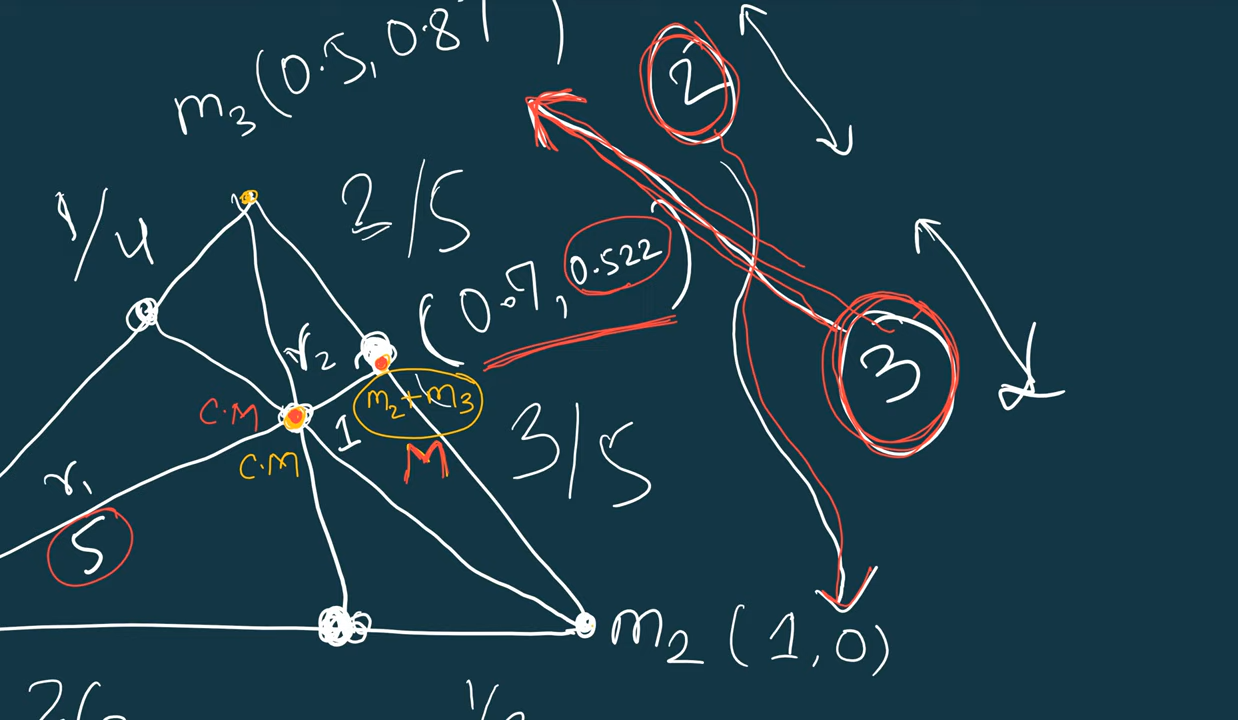 m₃ (0.5, 0.87)
2
1/4
2/5
(0.7, 0.522)
3
r₂
m₂+m₃
C.M
1
C.M
M
3/5
r₁
5
m₂ (1,0)